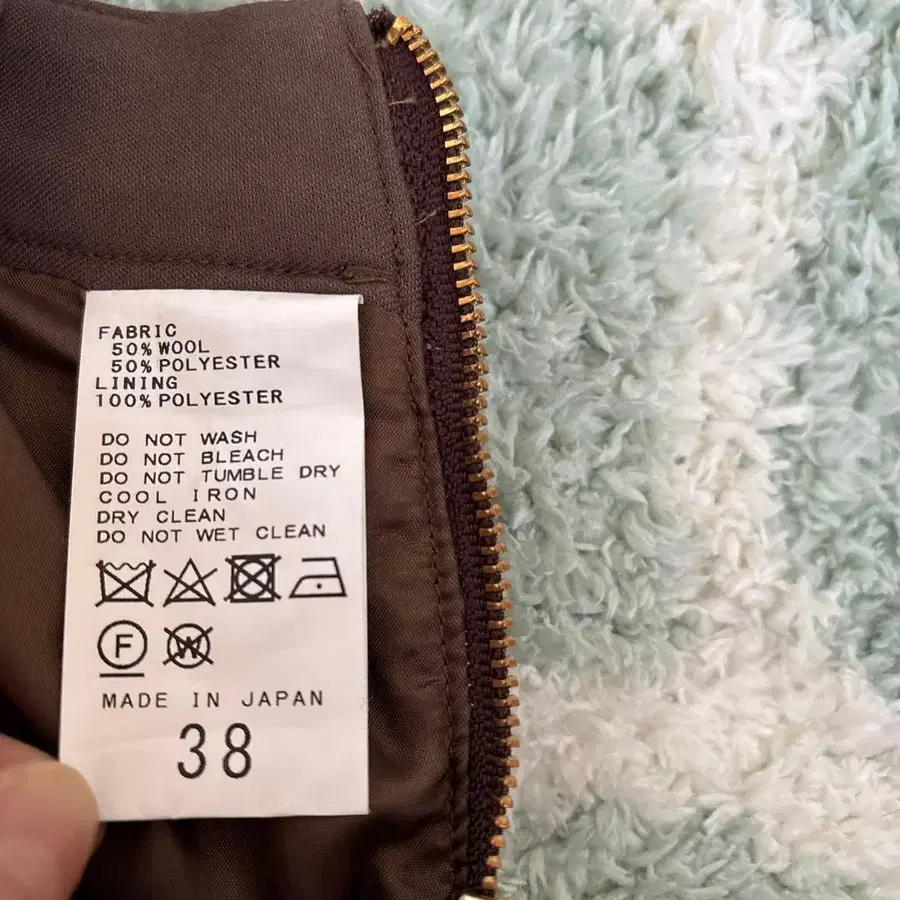 FABRIC
50% WOOL
50% POLYESTER
LINING
100% POLYESTER
DO NOT WASH
DO NOT BLEACH
DO NOT TUMBLE DRY
COOL IRON
DRY CLEAN
DO NOT WET CLEAN
F W
MADE IN JAPAN
38